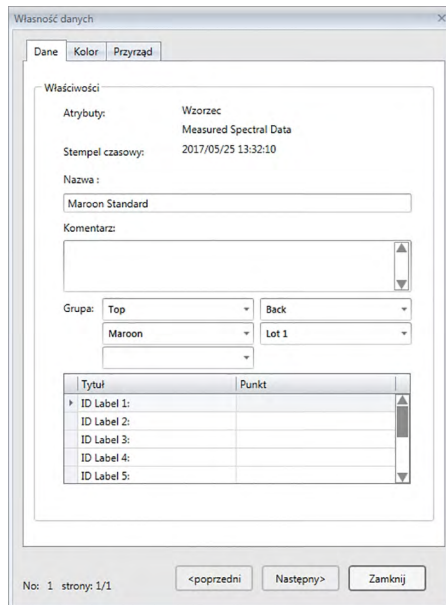 Własność danych
Dane Kolor Przyrząd
Właściwości
Atrybuty: Wzorzec
Measured Spectral Data
Stempel czasowy: 2017/05/25 13:32:10
Nazwa :
Maroon Standard
Komentarz:
Grupa: Top Back
Maroon Lot 1
Tytuł Punkt
ID Label 1:
ID Label 2:
ID Label 3:
ID Label 4:
ID Label 5:
No: 1 strony: 1/1 <poprzedni Następny> Zamknij